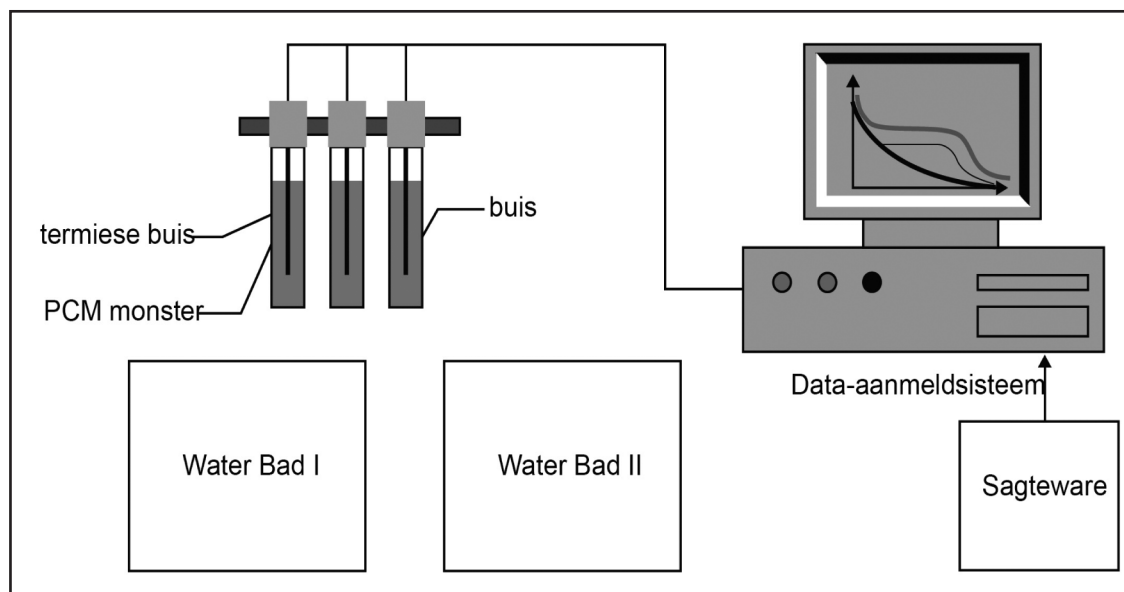 termiese buis
buis
PCM monster
Data-aanmeldsisteem
Water Bad I
Water Bad II
Sagteware